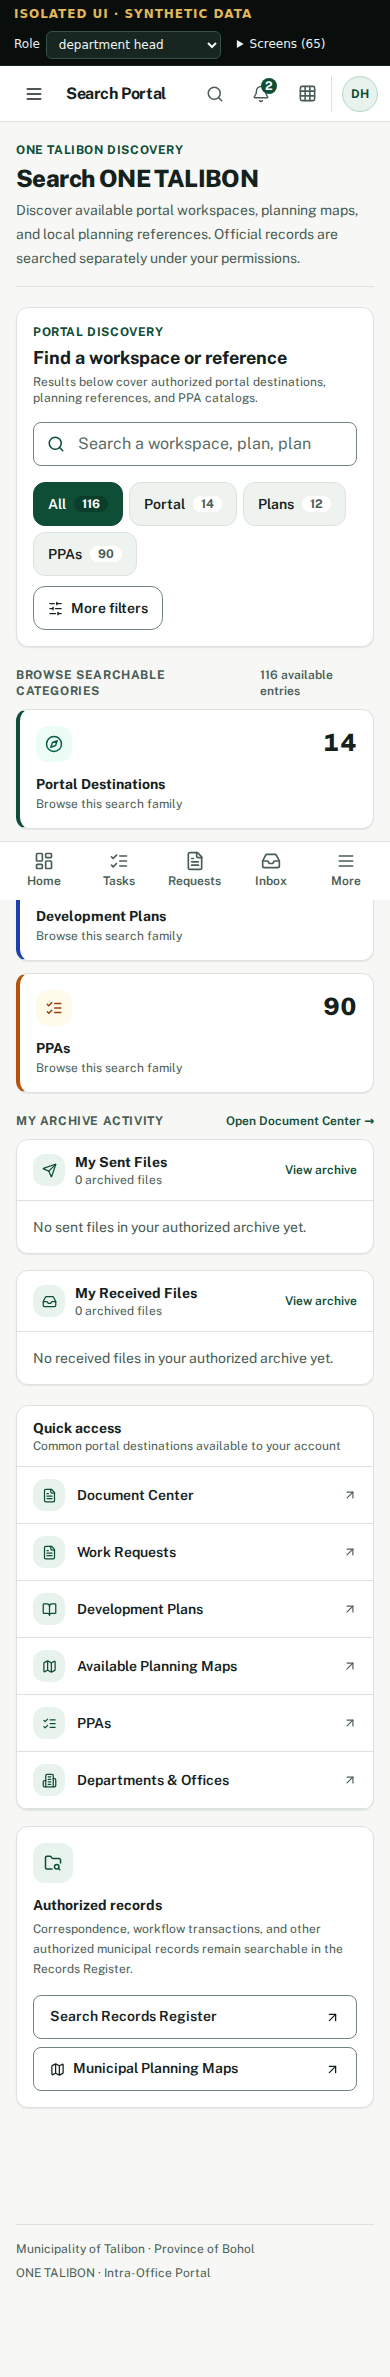 ISOLATED UI · SYNTHETIC DATA
Role department head ▶ Screens (65)
Search Portal 2 DH
ONE TALIBON DISCOVERY
Search ONE TALIBON
Discover available portal workspaces, planning maps,
and local planning references. Official records are
searched separately under your permissions.
PORTAL DISCOVERY
Find a workspace or reference
Results below cover authorized portal destinations,
planning references, and PPA catalogs.
Search a workspace, plan, plan
All 116 Portal 14 Plans 12
PPAs 90
More filters
BROWSE SEARCHABLE
CATEGORIES
116 available
entries
14
Portal Destinations
Browse this search family
Home Tasks Requests Inbox More
Development Plans
Browse this search family
90
PPAs
Browse this search family
MY ARCHIVE ACTIVITY Open Document Center →
My Sent Files
0 archived files
View archive
No sent files in your authorized archive yet.
My Received Files
0 archived files
View archive
No received files in your authorized archive yet.
Quick access
Common portal destinations available to your account
Document Center
Work Requests
Development Plans
Available Planning Maps
PPAs
Departments & Offices
Authorized records
Correspondence, workflow transactions, and other
authorized municipal records remain searchable in the
Records Register.
Search Records Register
Municipal Planning Maps
Municipality of Talibon · Province of Bohol
ONE TALIBON · Intra-Office Portal